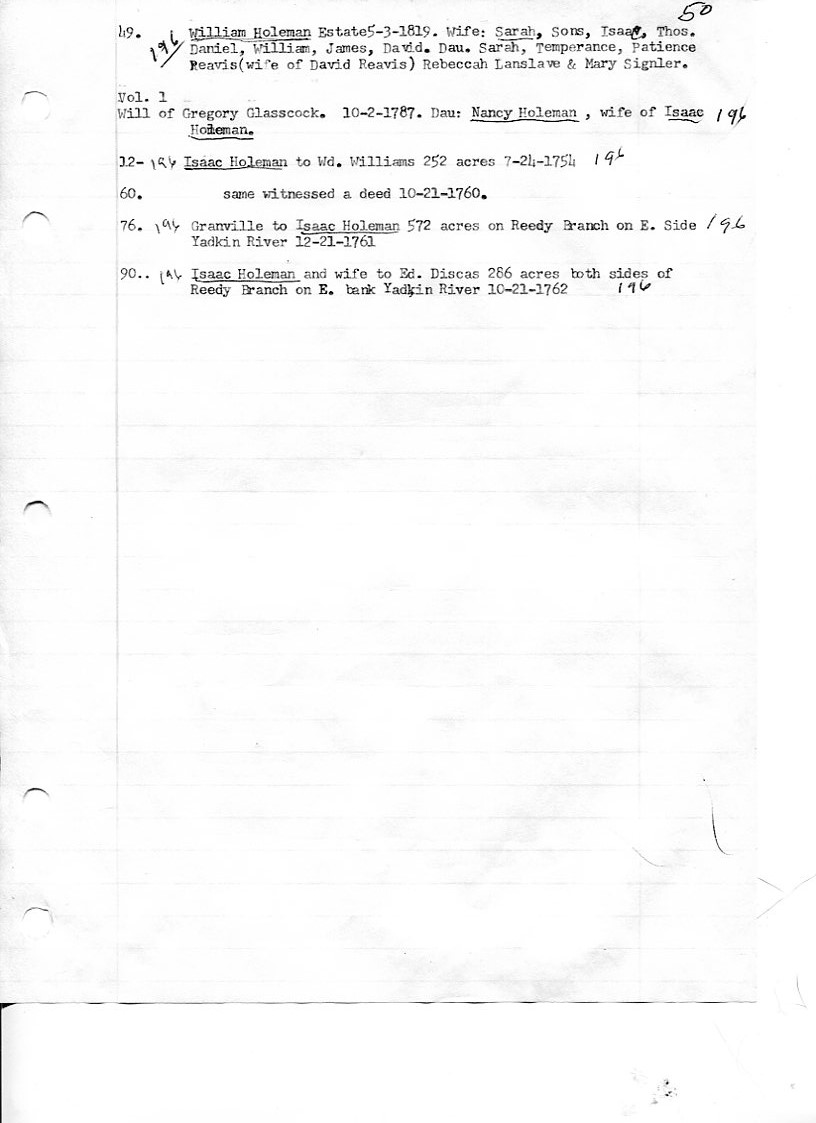 50
49. 196 William Holeman Estate5-3-1819. Wife: Sarah, Sons, Isaac, Thos.
Daniel, William, James, David. Dau. Sarah, Temperance, Patience
Reavis(wife of David Reavis) Rebeccah Lanslave & Mary Signler.
Vol. 1
Will of Gregory Glasscock. 10-2-1787. Dau: Nancy Holeman , wife of Isaac 196
Holeman.
12- 196 Isaac Holeman to Wd. Williams 252 acres 7-24-1754 196
60. same witnessed a deed 10-21-1760.
76. 196 Granville to Isaac Holeman 572 acres on Reedy Branch on E. Side 196
Yadkin River 12-21-1761
90.. 196 Isaac Holeman and wife to Ed. Discas 286 acres both sides of
Reedy Branch on E. bank Yadkin River 10-21-1762 196